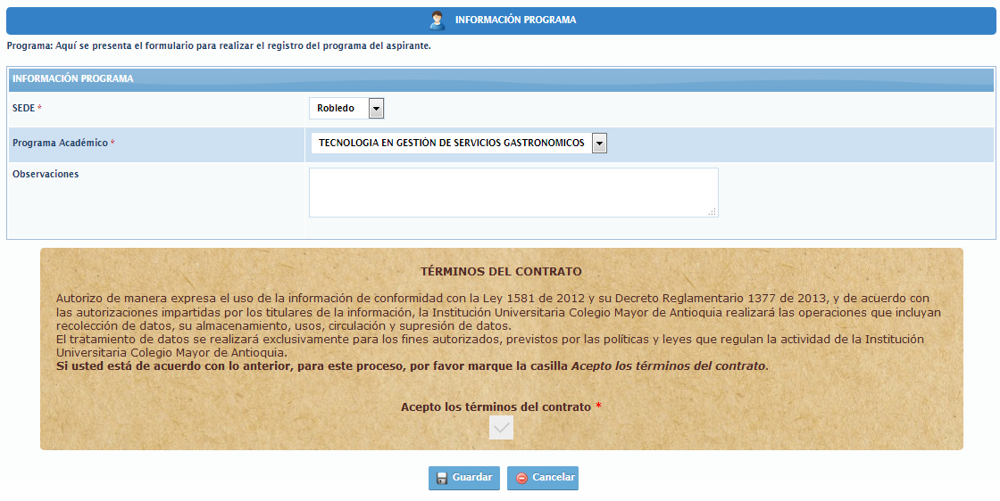 INFORMACIÓN PROGRAMA
Programa: Aquí se presenta el formulario para realizar el registro del programa del aspirante.
INFORMACIÓN PROGRAMA
SEDE *
Robledo
Programa Académico *
TECNOLOGIA EN GESTIÓN DE SERVICIOS GASTRONOMICOS
Observaciones
TÉRMINOS DEL CONTRATO
Autorizo de manera expresa el uso de la información de conformidad con la Ley 1581 de 2012 y su Decreto Reglamentario 1377 de 2013, y de acuerdo con
las autorizaciones impartidas por los titulares de la información, la Institución Universitaria Colegio Mayor de Antioquia realizará las operaciones que incluyan
recolección de datos, su almacenamiento, usos, circulación y supresión de datos.
El tratamiento de datos se realizará exclusivamente para los fines autorizados, previstos por las políticas y leyes que regulan la actividad de la Institución
Universitaria Colegio Mayor de Antioquia.
Si usted está de acuerdo con lo anterior, para este proceso, por favor marque la casilla Acepto los términos del contrato.
Acepto los términos del contrato *
Guardar
Cancelar